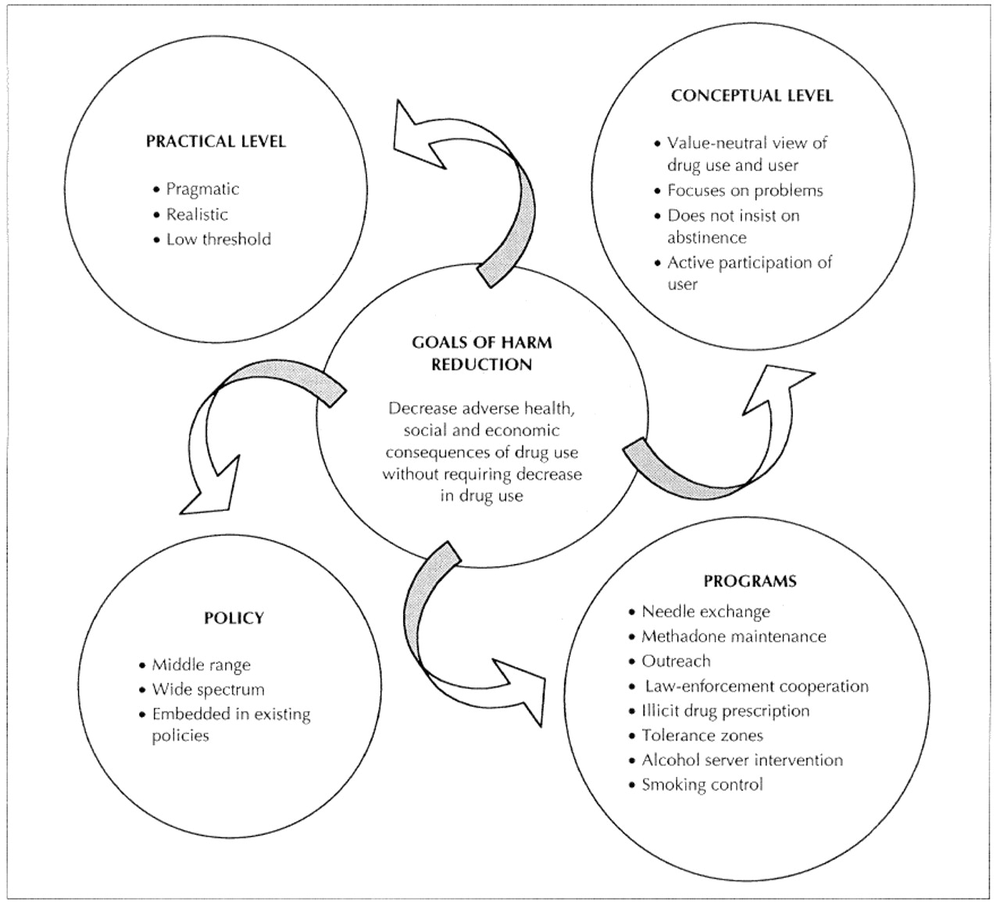 PRACTICAL LEVEL
• Pragmatic
• Realistic
• Low threshold
CONCEPTUAL LEVEL
• Value-neutral view of
drug use and user
• Focuses on problems
• Does not insist on
abstinence
• Active participation of
user
GOALS OF HARM
REDUCTION
Decrease adverse health,
social and economic
consequences of drug use
without requiring decrease
in drug use
POLICY
• Middle range
• Wide spectrum
• Embedded in existing
policies
PROGRAMS
• Needle exchange
• Methadone maintenance
• Outreach
• Law-enforcement cooperation
• Illicit drug prescription
• Tolerance zones
• Alcohol server intervention
• Smoking control